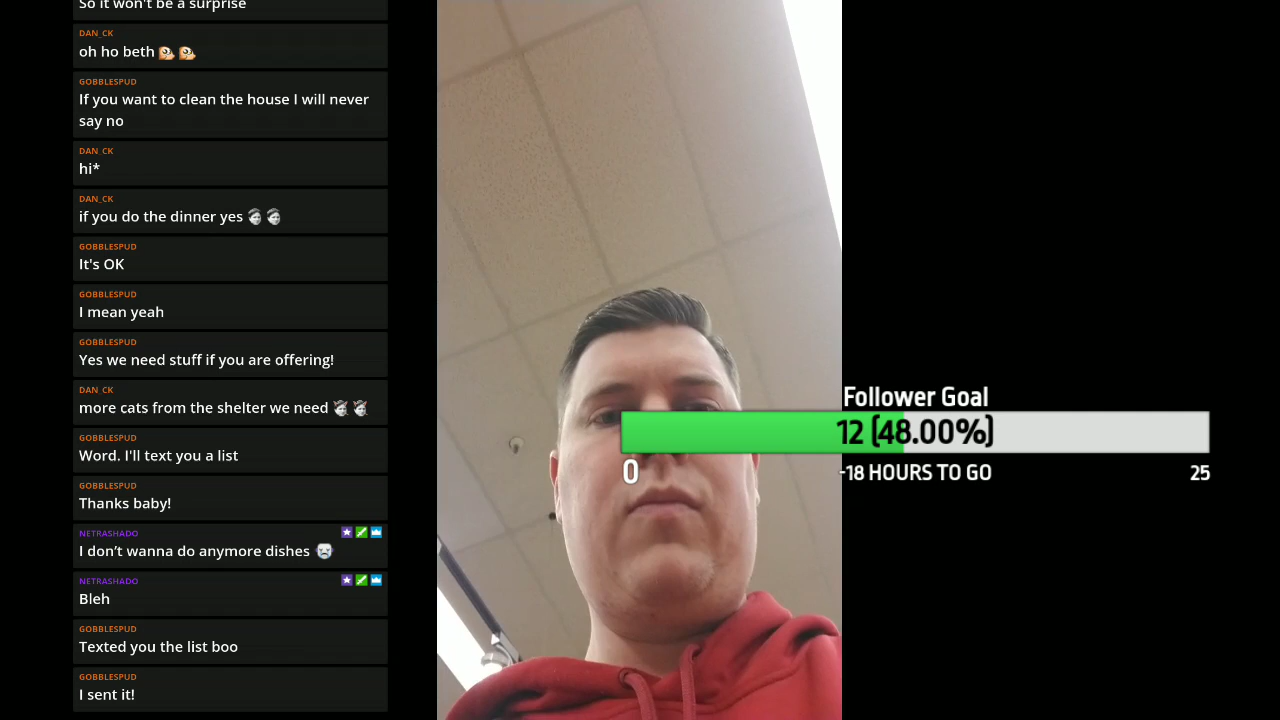 So it won't be a surprise
DAN_CK
oh ho beth
GOBBLESPUD
If you want to clean the house I will never
say no
DAN_CK
hi*
DAN_CK
if you do the dinner yes
GOBBLESPUD
It's OK
GOBBLESPUD
I mean yeah
GOBBLESPUD
Yes we need stuff if you are offering!
DAN_CK
more cats from the shelter we need
GOBBLESPUD
Word. I'll text you a list
GOBBLESPUD
Thanks baby!
NETRASHADO
I don’t wanna do anymore dishes
NETRASHADO
Bleh
GOBBLESPUD
Texted you the list boo
GOBBLESPUD
I sent it!
Follower Goal
12 (48.00%)
0
-18 HOURS TO GO
25